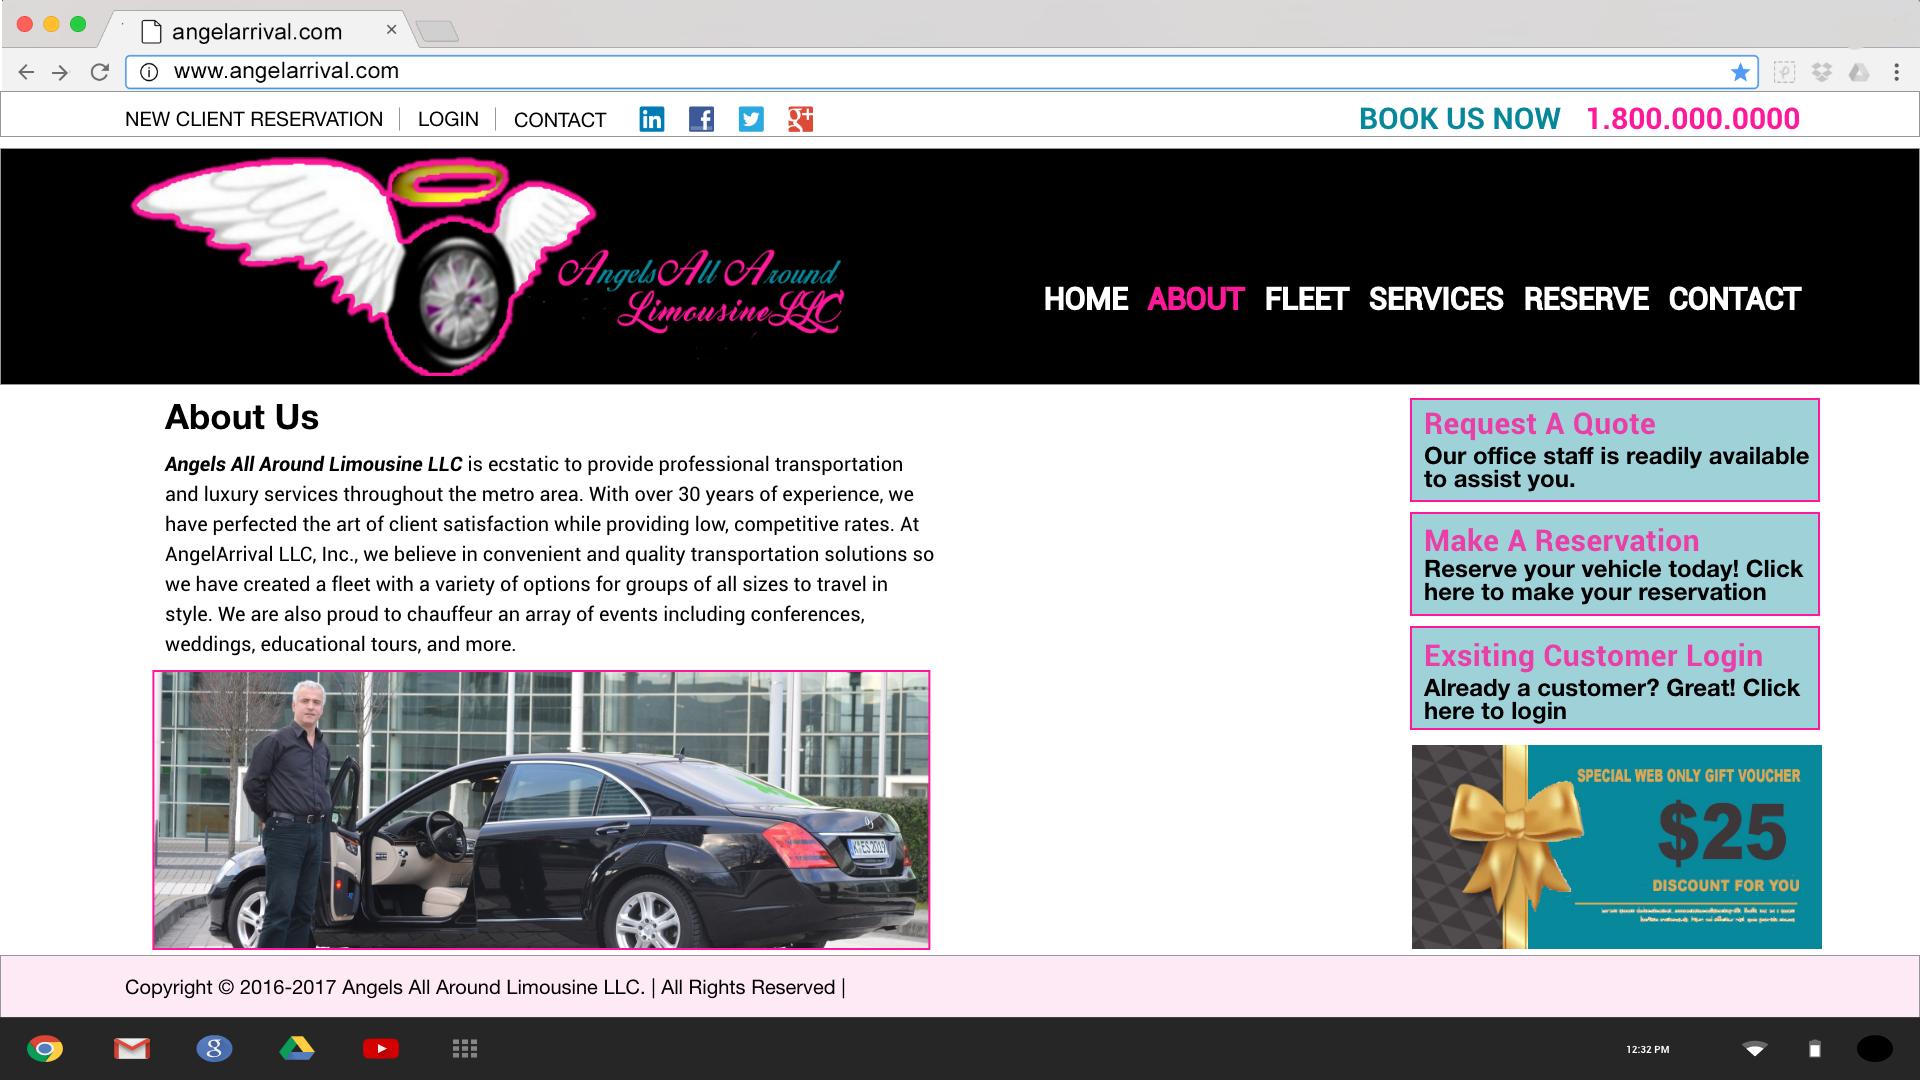 angelarrival.com
www.angelarrival.com
NEW CLIENT RESERVATION LOGIN CONTACT BOOK US NOW 1.800.000.0000
Angels All Around
Limousine LLC
HOME ABOUT FLEET SERVICES RESERVE CONTACT
About Us
Angels All Around Limousine LLC is ecstatic to provide professional transportation
and luxury services throughout the metro area. With over 30 years of experience, we
have perfected the art of client satisfaction while providing low, competitive rates. At
AngelArrival LLC, Inc., we believe in convenient and quality transportation solutions so
we have created a fleet with a variety of options for groups of all sizes to travel in
style. We are also proud to chauffeur an array of events including conferences,
weddings, educational tours, and more.
K·ES 2019
Request A Quote
Our office staff is readily available
to assist you.
Make A Reservation
Reserve your vehicle today! Click
here to make your reservation
Exsiting Customer Login
Already a customer? Great! Click
here to login
SPECIAL WEB ONLY GIFT VOUCHER
$25
DISCOUNT FOR YOU
Copyright © 2016-2017 Angels All Around Limousine LLC. | All Rights Reserved |
12:32 PM